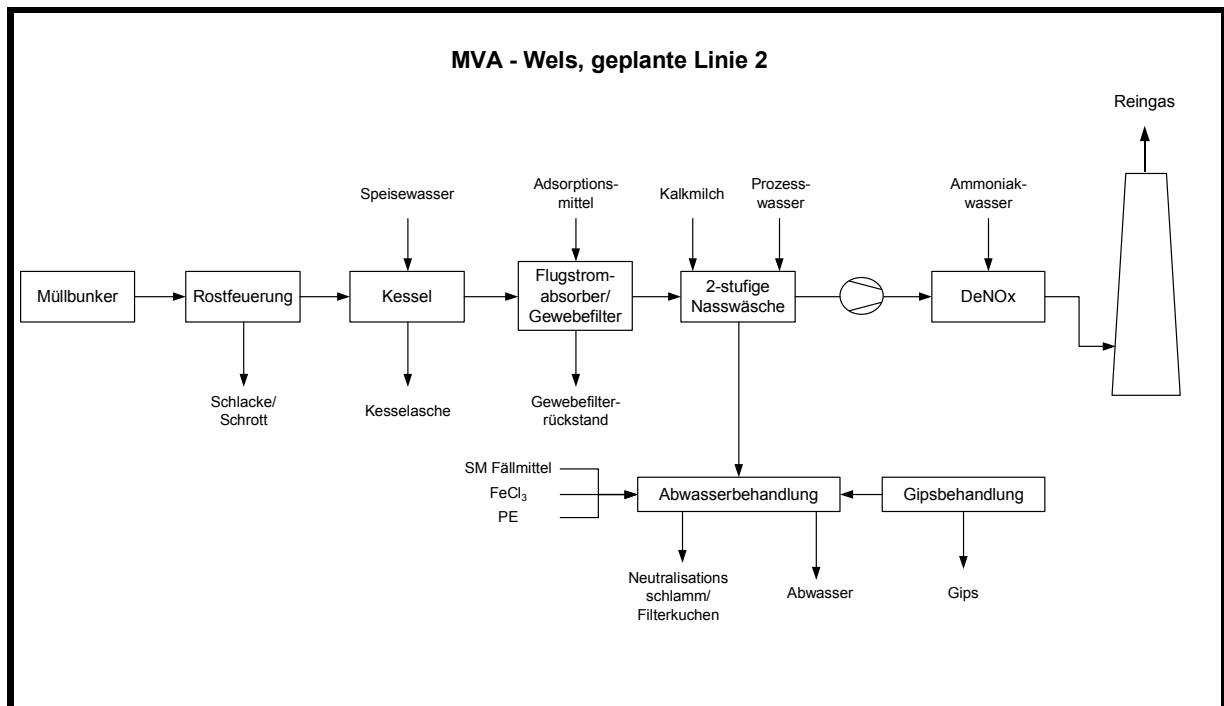 MVA - Wels, geplante Linie 2
Reingas
Speisewasser
Adsorptions-
mittel
Kalkmilch
Prozess-
wasser
Ammoniak-
wasser
Müllbunker
Rostfeuerung
Kessel
Flugstrom-
absorber/
Gewebefilter
2-stufige
Nasswäsche
DeNOx
Schlacke/
Schrott
Kesselasche
Gewebefilter-
rückstand
SM Fällmittel
FeCl₃
PE
Abwasserbehandlung
Gipsbehandlung
Neutralisations
schlamm/
Filterkuchen
Abwasser
Gips